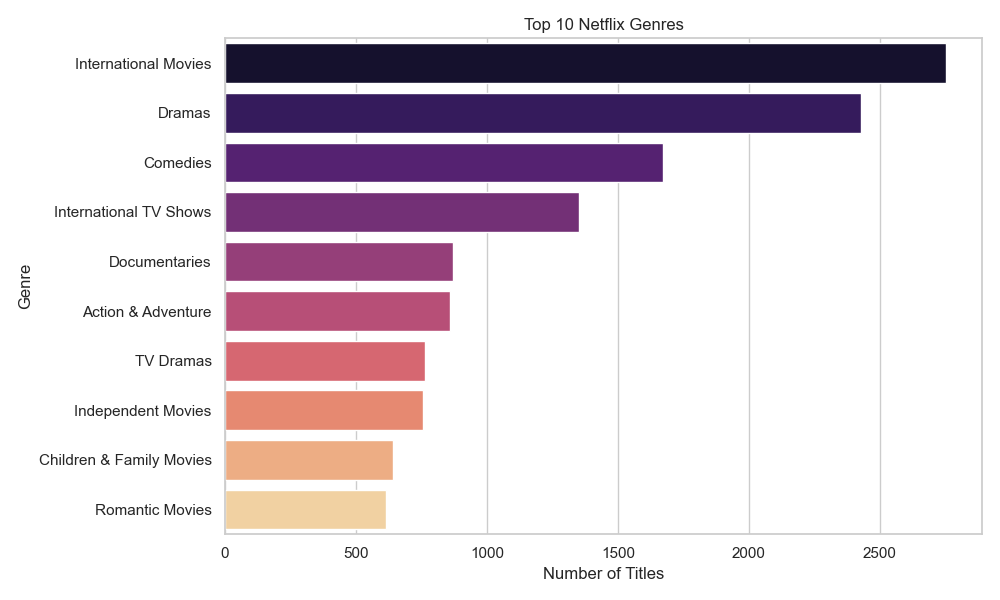 Top 10 Netflix Genres
Genre
International Movies
Dramas
Comedies
International TV Shows
Documentaries
Action & Adventure
TV Dramas
Independent Movies
Children & Family Movies
Romantic Movies
0 500 1000 1500 2000 2500
Number of Titles